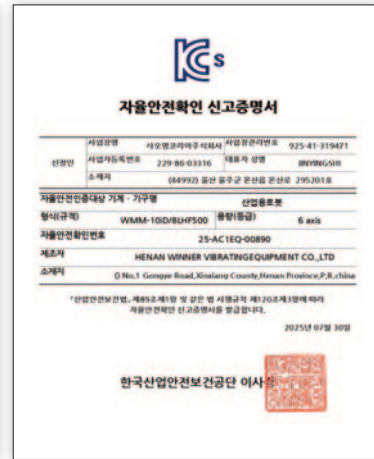 KCs
자율안전확인 신고증명서
신청인 사업장명 사오엠코리아주식회사 사업장관리번호 925-41-319471
사업자등록번호 229-86-03316 대표자 성명 JINYINGSHI
소재지 (44992) 울산 울주군 온산읍 온산로 295201호
자율안전인증대상 기계ㆍ기구명 산업용로봇
형식(규격) WMM-10iD/8LHF500 용량(등급) 6 axis
자율안전확인번호 25-AC1EQ-00890
제조자 HENAN WINNER VIBRATINGEQUIPMENT CO.,LTD
소재지 No,1 Gongye Road,Xinxiang County,Henan Province,P,R,china
「산업안전보건법」 제89조제1항 및 같은 법 시행규칙 제120조제3항에 따라
자율안전확인 신고증명서를 발급합니다.
2025년 07월 30일
한국산업안전보건공단 이사장